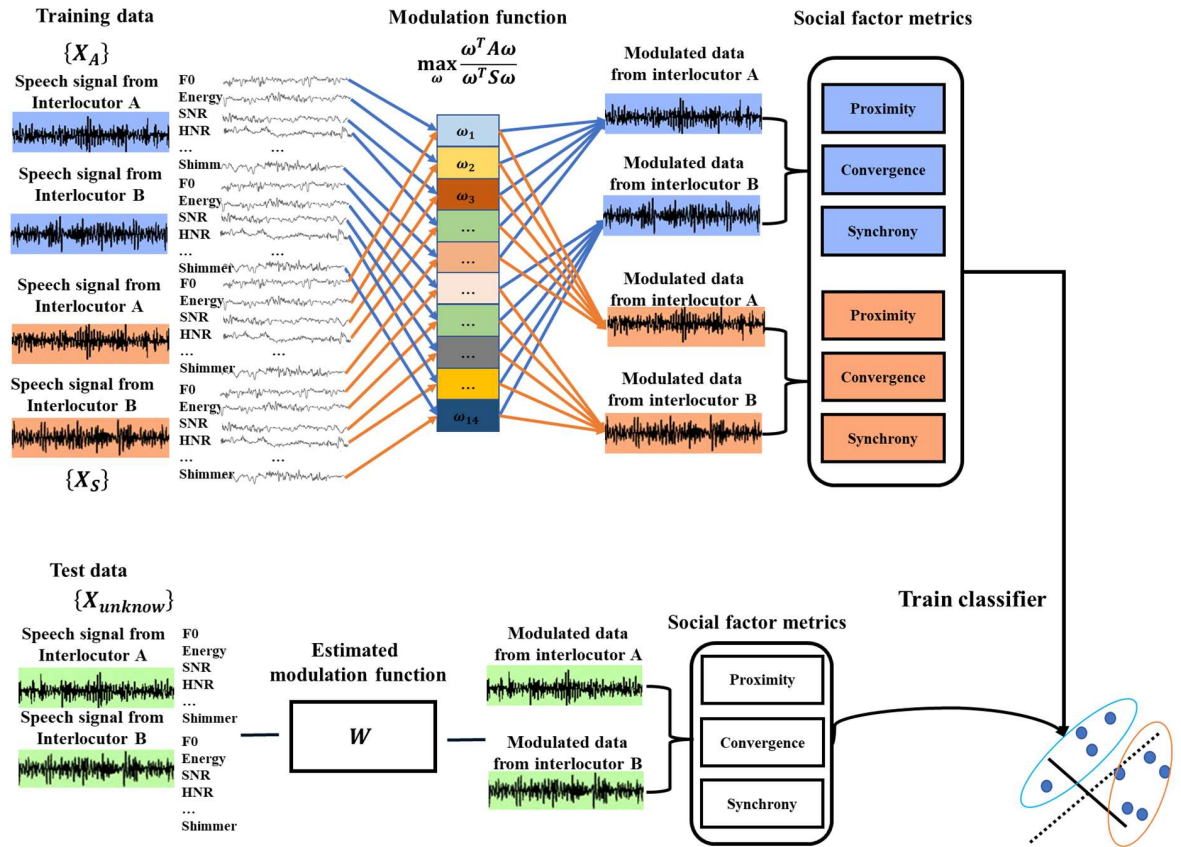 Training data
{X_A}
Speech signal from
Interlocutor A
Speech signal from
Interlocutor B
Speech signal from
Interlocutor A
Speech signal from
Interlocutor B
{X_S}
F0
Energy
SNR
HNR
...
...
Shimm
F0
Energy
SNR
HNR
...
...
Shimmer
F0
Energy
SNR
HNR
...
...
Shimmer
F0
Energy
SNR
HNR
...
...
Shimmer
Modulation function
max_ω ω^T Aω / ω^T Sω
ω_1
ω_2
ω_3
...
...
...
...
...
...
ω_14
Modulated data
from interlocutor A
Modulated data
from interlocutor B
Modulated data
from interlocutor A
Modulated data
from interlocutor B
Social factor metrics
Proximity
Convergence
Synchrony
Proximity
Convergence
Synchrony
Test data
{X_unknow}
Speech signal from
Interlocutor A
Speech signal from
Interlocutor B
F0
Energy
SNR
HNR
...
Shimmer
F0
Energy
SNR
HNR
...
Shimmer
Estimated
modulation function
W
Modulated data
from interlocutor A
Modulated data
from interlocutor B
Social factor metrics
Proximity
Convergence
Synchrony
Train classifier